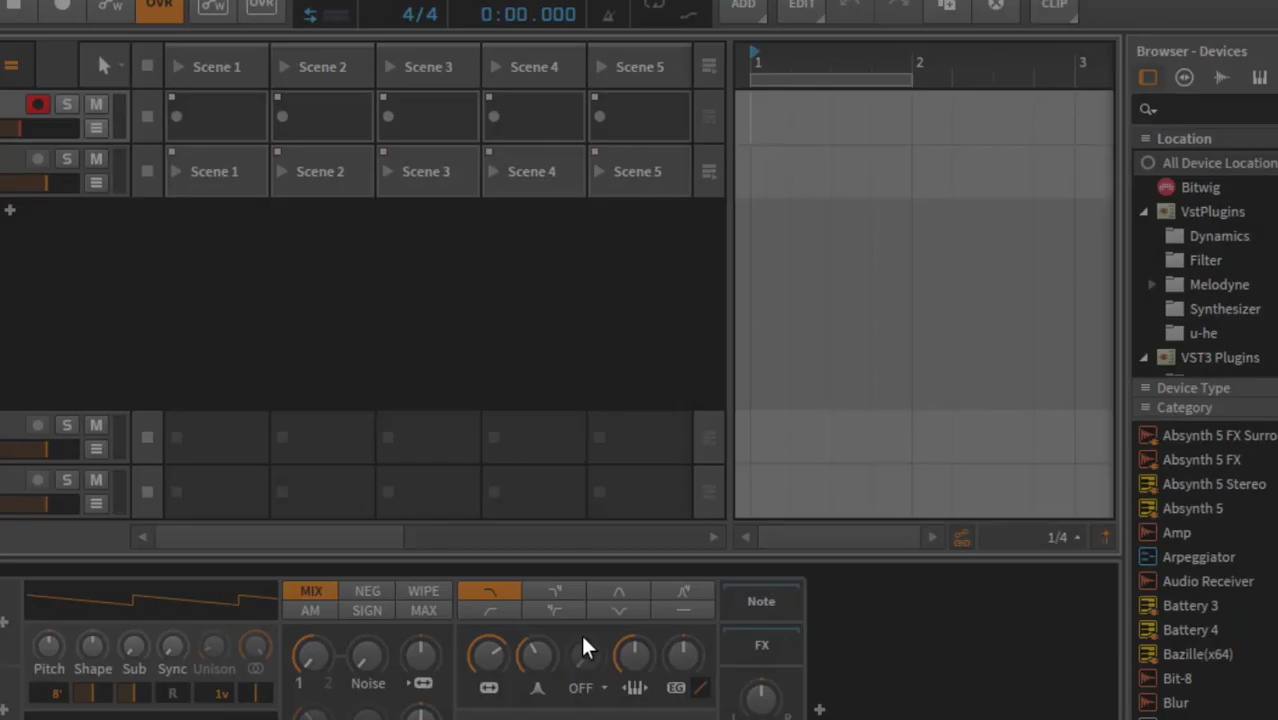 OVR
OVR
4/4
0:00.000
ADD
EDIT
CLIP
Scene 1
Scene 2
Scene 3
Scene 4
Scene 5
1
2
3
Browser - Devices
S M
S M
Scene 1
Scene 2
Scene 3
Scene 4
Scene 5
Location
All Device Locatio
Bitwig
VstPlugins
Dynamics
Filter
Melodyne
Synthesizer
u-he
VST3 Plugins
Device Type
Category
Absynth 5 FX Surro
Absynth 5 FX
Absynth 5 Stereo
Absynth 5
Amp
Arpeggiator
Audio Receiver
Battery 3
Battery 4
Bazille(x64)
Bit-8
Blur
S M
S M
1/4
MIX NEG WIPE
AM SIGN MAX
Note
FX
Pitch Shape Sub Sync Unison
8' R 1v
1 2 Noise
OFF
EG
L R